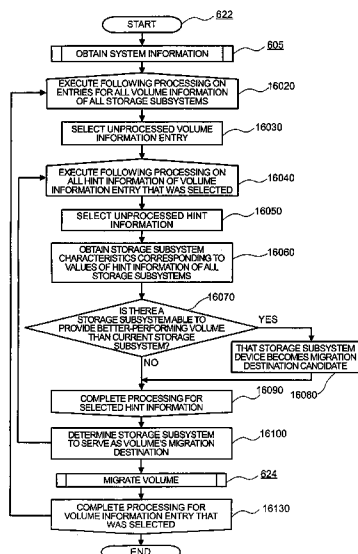 START
622
OBTAIN SYSTEM INFORMATION
605
EXECUTE FOLLOWING PROCESSING ON
ENTRIES FOR ALL VOLUME INFORMATION
OF ALL STORAGE SUBSYSTEMS
16020
SELECT UNPROCESSED VOLUME
INFORMATION ENTRY
16030
EXECUTE FOLLOWING PROCESSING ON
ALL HINT INFORMATION OF VOLUME
INFORMATION ENTRY THAT WAS SELECTED
16040
SELECT UNPROCESSED HINT
INFORMATION
16050
OBTAIN STORAGE SUBSYSTEM
CHARACTERISTICS CORRESPONDING TO
VALUES OF HINT INFORMATION OF ALL
STORAGE SUBSYSTEMS
16060
16070
IS THERE A
STORAGE SUBSYSTEM ABLE TO
PROVIDE BETTER-PERFORMING VOLUME
THAN CURRENT STORAGE
SUBSYSTEM?
YES
NO
THAT STORAGE SUBSYSTEM
DEVICE BECOMES MIGRATION
DESTINATION CANDIDATE
16080
COMPLETE PROCESSING FOR
SELECTED HINT INFORMATION
16090
DETERMINE STORAGE SUBSYSTEM
TO SERVE AS VOLUME'S MIGRATION
DESTINATION
16100
MIGRATE VOLUME
624
COMPLETE PROCESSING FOR
VOLUME INFORMATION ENTRY THAT
WAS SELECTED
16130
END